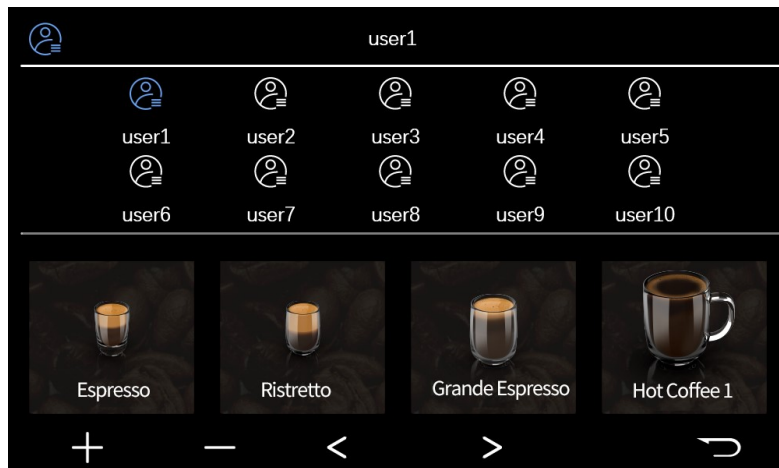 user1
user1 user2 user3 user4 user5
user6 user7 user8 user9 user10
Espresso Ristretto Grande Espresso Hot Coffee 1